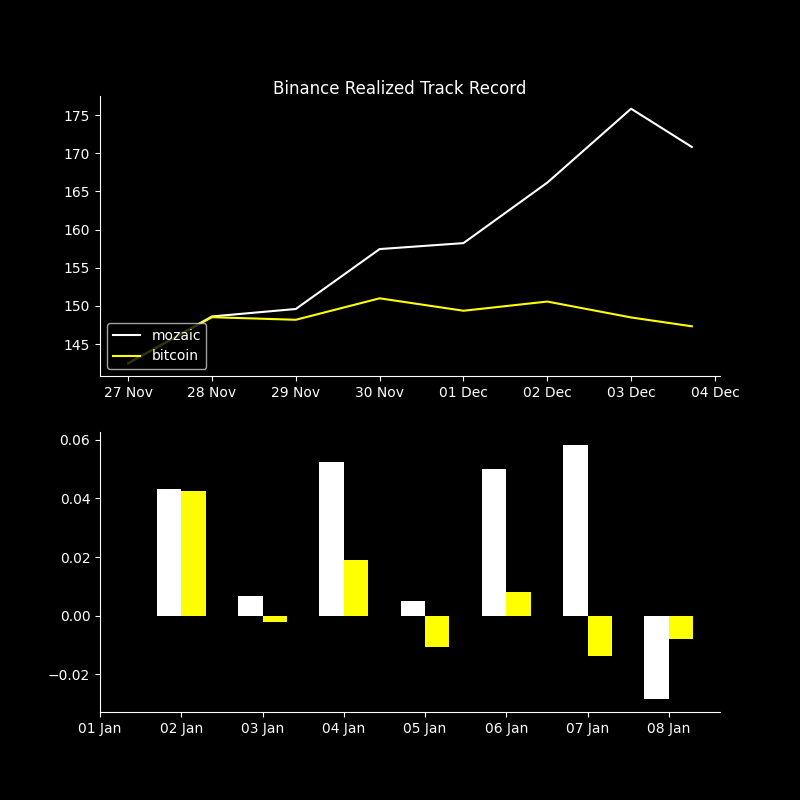 Binance Realized Track Record
175
170
165
160
155
150
145
mozaic
bitcoin
27 Nov 28 Nov 29 Nov 30 Nov 01 Dec 02 Dec 03 Dec 04 Dec
0.06
0.04
0.02
0.00
−0.02
01 Jan 02 Jan 03 Jan 04 Jan 05 Jan 06 Jan 07 Jan 08 Jan